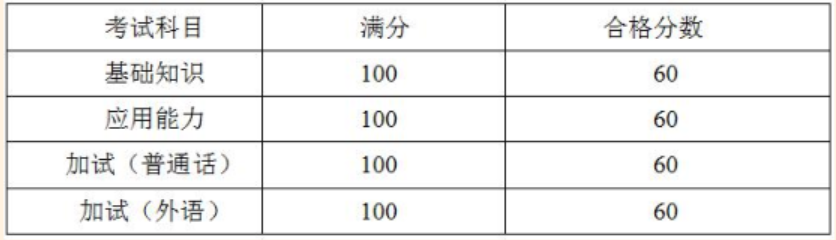 考试科目 满分 合格分数
基础知识 100 60
应用能力 100 60
加试（普通话） 100 60
加试（外语） 100 60